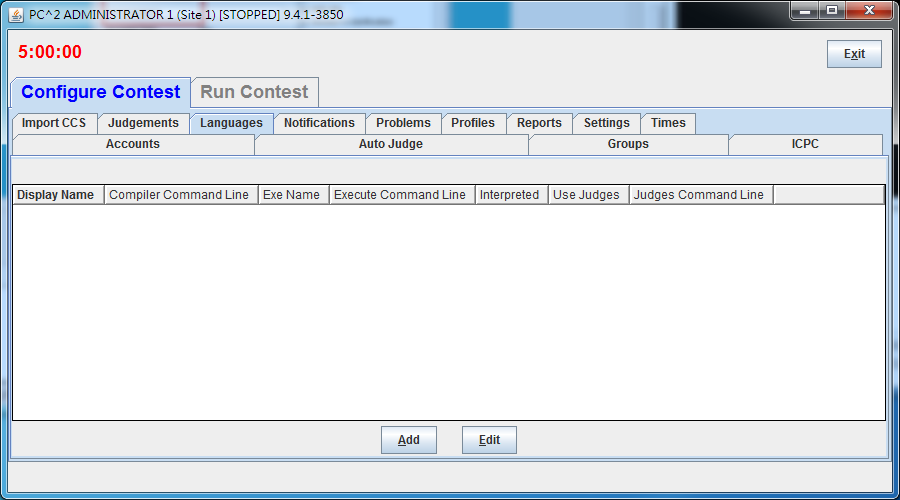 PC^2 ADMINISTRATOR 1 (Site 1) [STOPPED] 9.4.1-3850
5:00:00
Exit
Configure Contest Run Contest
Import CCS Judgements Languages Notifications Problems Profiles Reports Settings Times
Accounts Auto Judge Groups ICPC
Display Name Compiler Command Line Exe Name Execute Command Line Interpreted Use Judges Judges Command Line
Add Edit